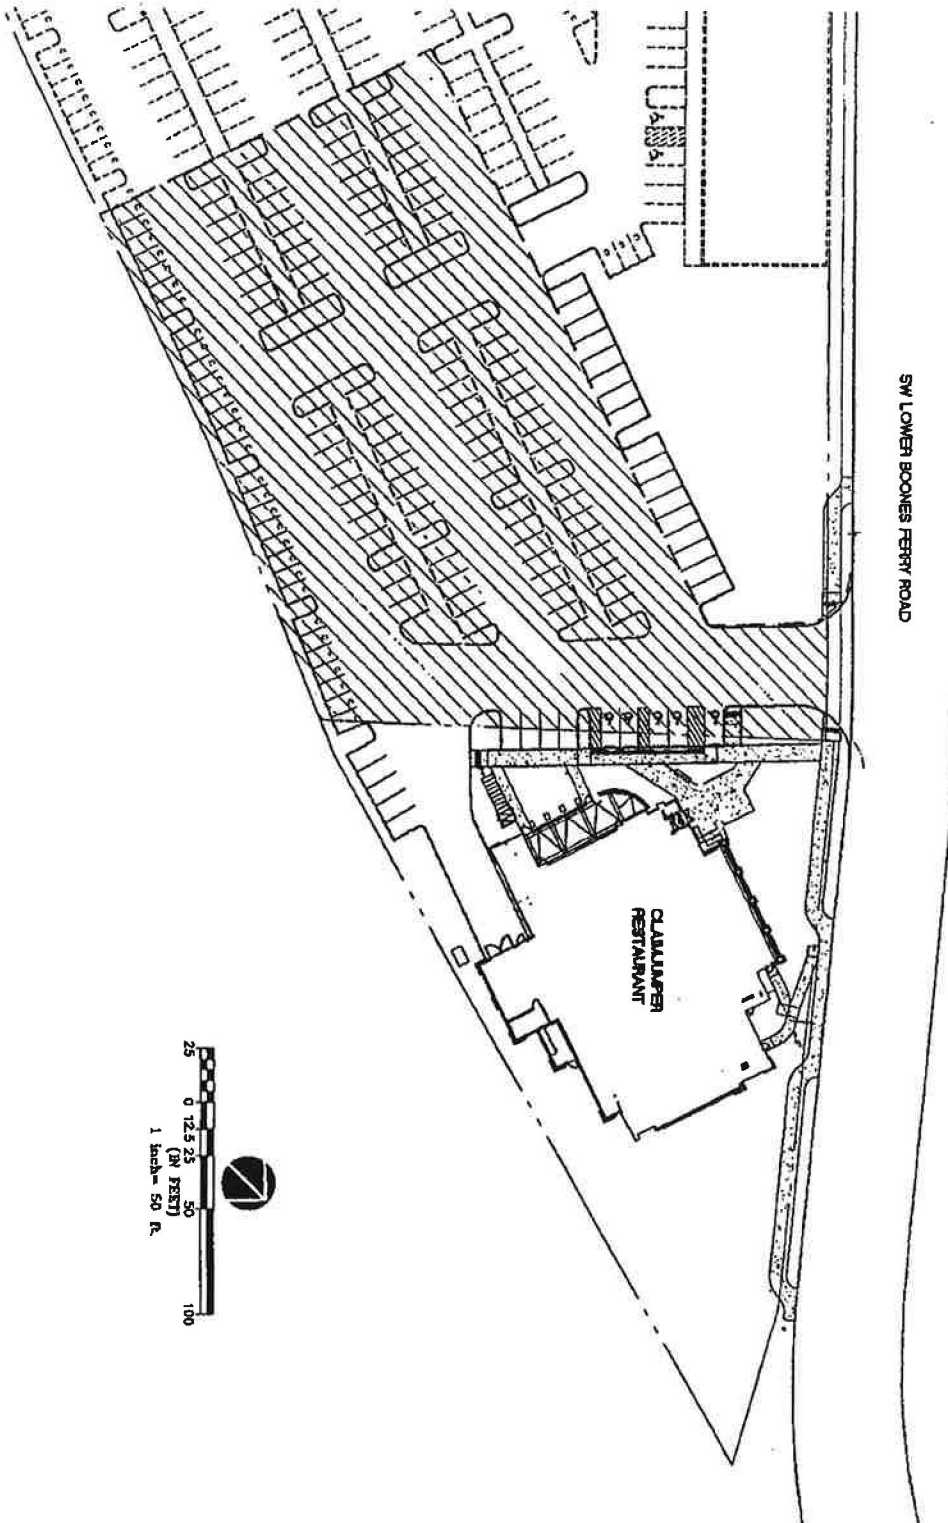 SW LOWER BOONES FERRY ROAD
CLAIMJUMPER
RESTAURANT
25 0 12.5 25 50 100
(IN FEET)
1 inch= 50 ft.